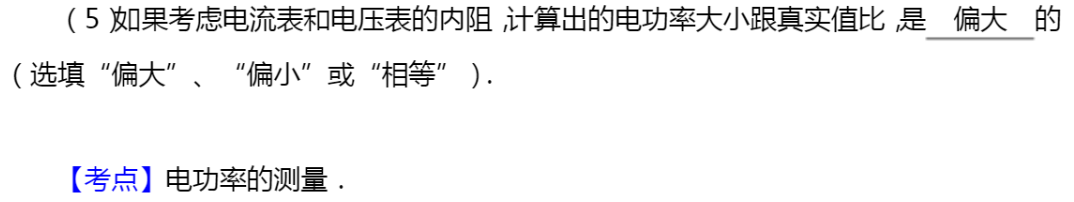 (5)如果考虑电流表和电压表的内阻,计算出的电功率大小跟真实值比,是 偏大 的
(选填“偏大”、“偏小”或“相等”).
【考点】电功率的测量.